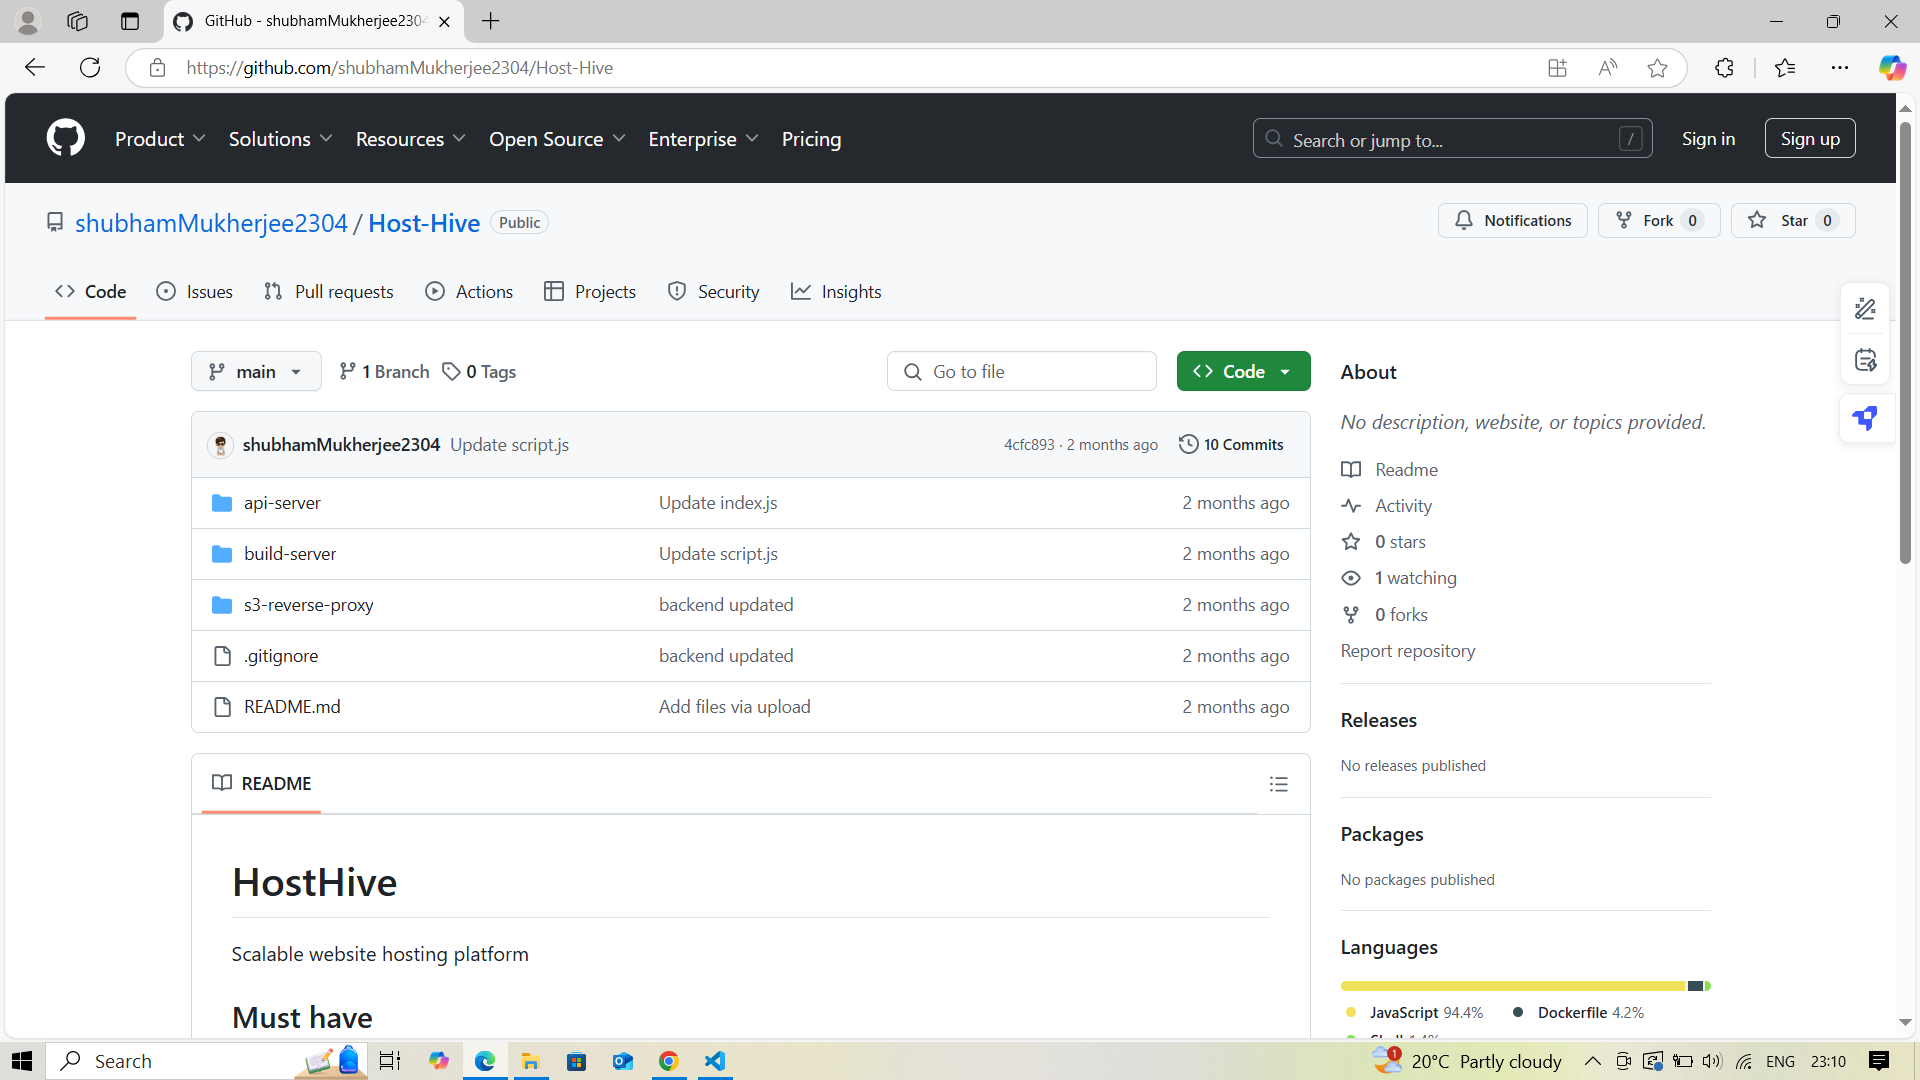 GitHub - shubhamMukherjee2304
https://github.com/shubhamMukherjee2304/Host-Hive
Product Solutions Resources Open Source Enterprise Pricing Search or jump to... / Sign in Sign up
shubhamMukherjee2304 / Host-Hive Public Notifications Fork 0 Star 0
Code Issues Pull requests Actions Projects Security Insights
main 1 Branch 0 Tags Go to file Code
shubhamMukherjee2304 Update script.js 4cfc893 · 2 months ago 10 Commits
api-server Update index.js 2 months ago
build-server Update script.js 2 months ago
s3-reverse-proxy backend updated 2 months ago
.gitignore backend updated 2 months ago
README.md Add files via upload 2 months ago
README
HostHive
Scalable website hosting platform
Must have
About
No description, website, or topics provided.
Readme
Activity
0 stars
1 watching
0 forks
Report repository
Releases
No releases published
Packages
No packages published
Languages
JavaScript 94.4% Dockerfile 4.2%
Shell 1.4%
Search 1 20°C Partly cloudy ENG 23:10